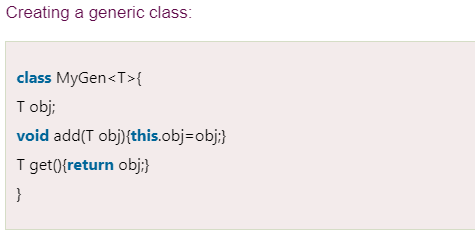 Creating a generic class:
class MyGen<T>{
T obj;
void add(T obj){this.obj=obj;}
T get(){return obj;}
}